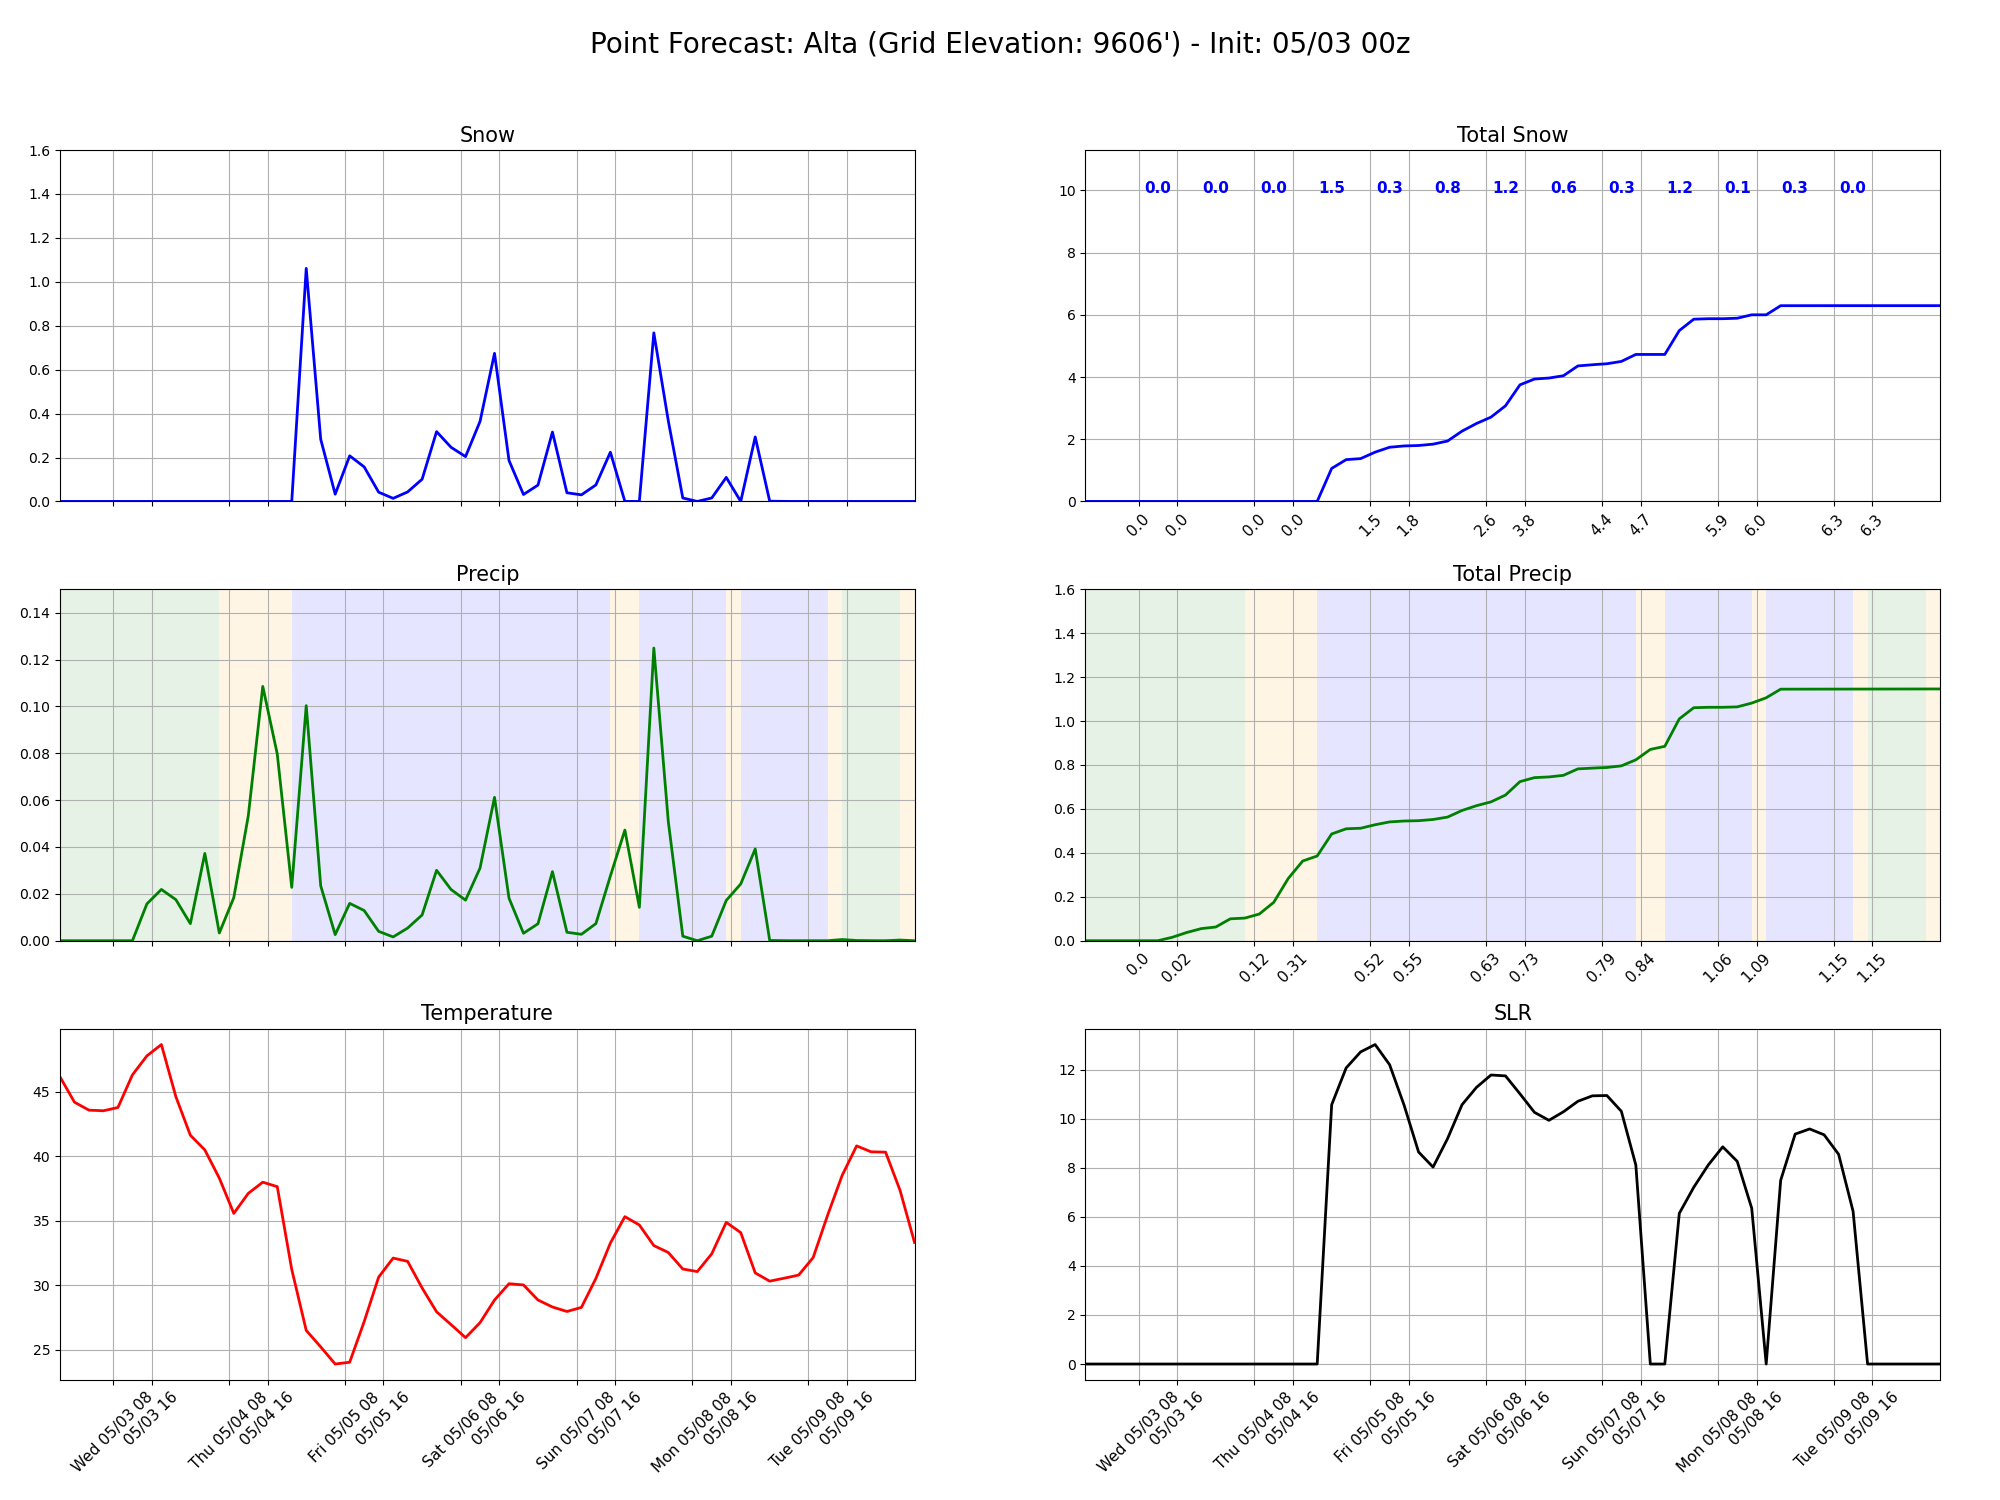 Point Forecast: Alta (Grid Elevation: 9606') - Init: 05/03 00z
Snow
1.6
1.4
1.2
1.0
0.8
0.6
0.4
0.2
0.0
Total Snow
0.0 0.0 0.0 1.5 0.3 0.8 1.2 0.6 0.3 1.2 0.1 0.3 0.0
10
8
6
4
2
0
0.0 0.0 0.0 0.0 1.5 1.8 2.6 3.8 4.4 4.7 5.9 6.0 6.3 6.3
Precip
0.14
0.12
0.10
0.08
0.06
0.04
0.02
0.00
Total Precip
1.6
1.4
1.2
1.0
0.8
0.6
0.4
0.2
0.0
0.0 0.02 0.12 0.31 0.52 0.55 0.63 0.73 0.79 0.84 1.06 1.09 1.15 1.15
Temperature
45
40
35
30
25
Wed 05/03 08
05/03 16
Thu 05/04 08
05/04 16
Fri 05/05 08
05/05 16
Sat 05/06 08
05/06 16
Sun 05/07 08
05/07 16
Mon 05/08 08
05/08 16
Tue 05/09 08
05/09 16
SLR
12
10
8
6
4
2
0
Wed 05/03 08
05/03 16
Thu 05/04 08
05/04 16
Fri 05/05 08
05/05 16
Sat 05/06 08
05/06 16
Sun 05/07 08
05/07 16
Mon 05/08 08
05/08 16
Tue 05/09 08
05/09 16